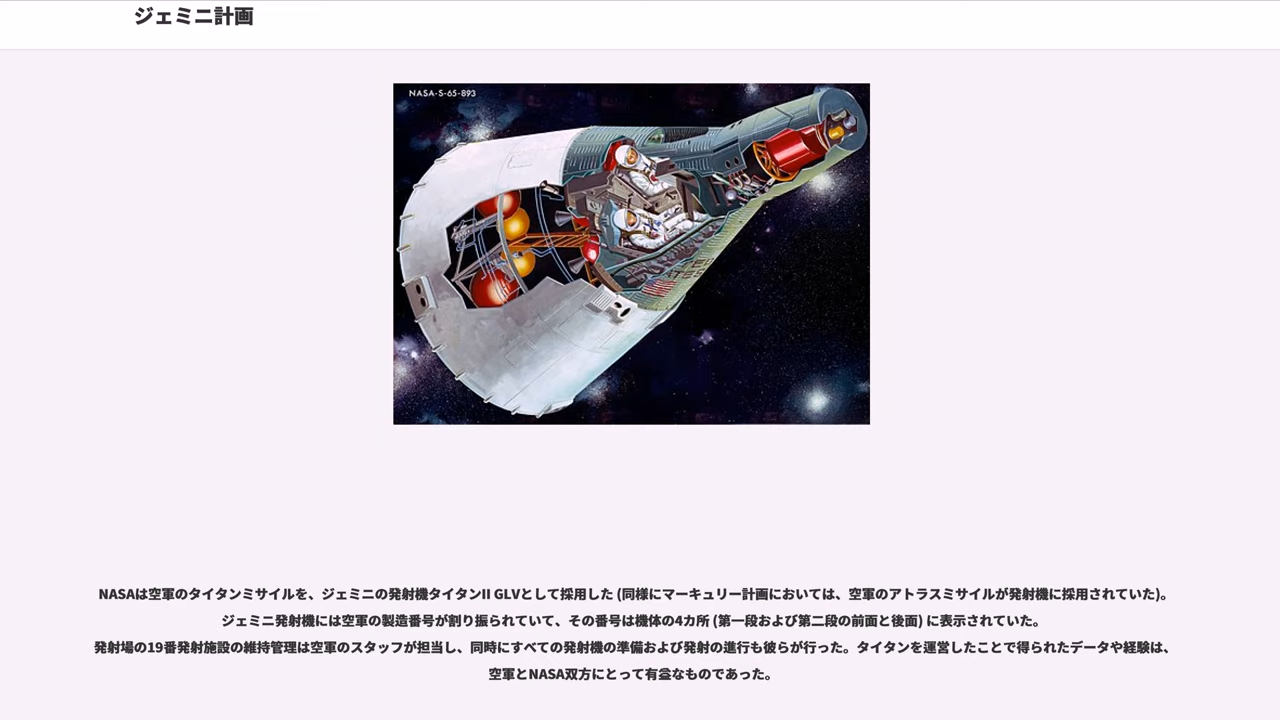 ジェミニ計画
NASA-S-65-893
NASAは空軍のタイタンミサイルを、ジェミニの発射機タイタンII GLVとして採用した (同様にマーキュリー計画においては、空軍のアトラスミサイルが発射機に採用されていた)。
ジェミニ発射機には空軍の製造番号が割り振られていて、その番号は機体の4カ所 (第一段および第二段の前面と後面) に表示されていた。
発射場の19番発射施設の維持管理は空軍のスタッフが担当し、同時にすべての発射機の準備および発射の進行も彼らが行った。タイタンを運営したことで得られたデータや経験は、
空軍とNASA双方にとって有益なものであった。